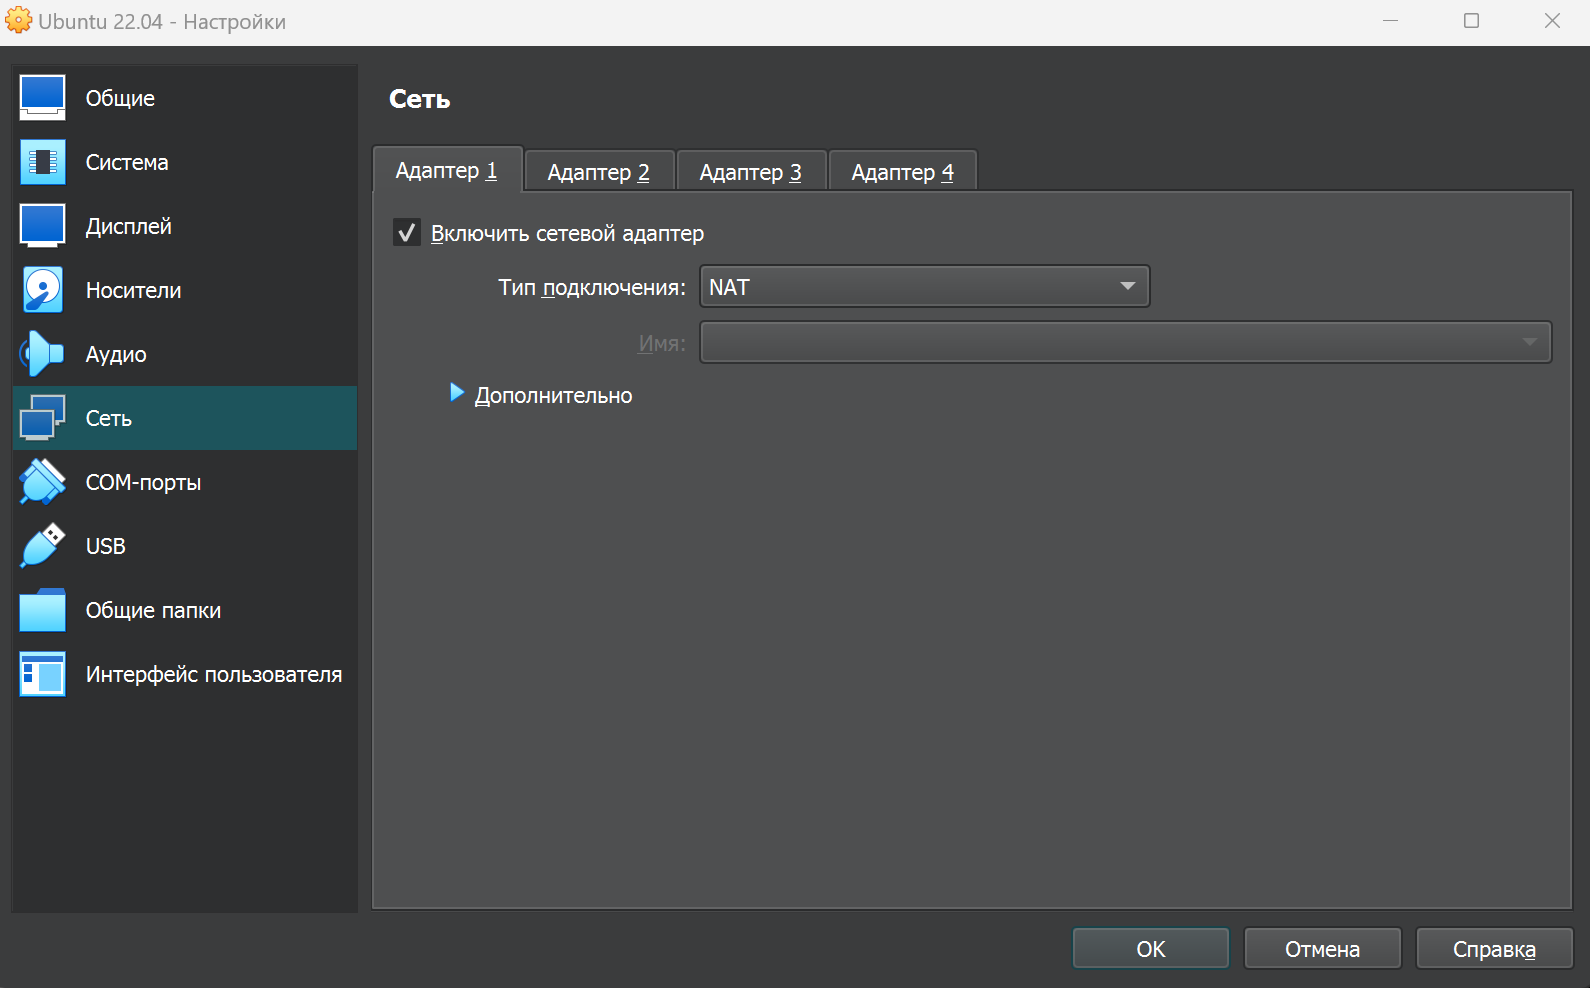 Ubuntu 22.04 - Настройки
Общие
Система
Дисплей
Носители
Аудио
Сеть
COM-порты
USB
Общие папки
Интерфейс пользователя
Сеть
Адаптер 1
Адаптер 2
Адаптер 3
Адаптер 4
Включить сетевой адаптер
Тип подключения: NAT
Имя:
Дополнительно
OK
Отмена
Справка